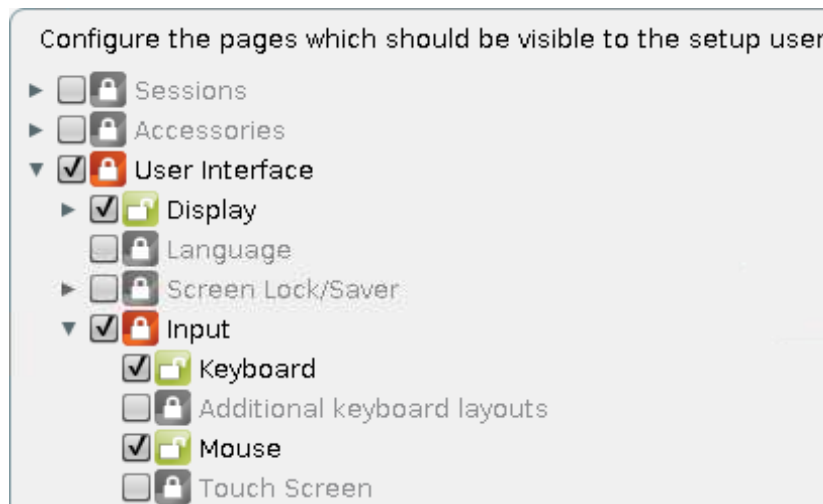 Configure the pages which should be visible to the setup user
Sessions
Accessories
User Interface
Display
Language
Screen Lock/Saver
Input
Keyboard
Additional keyboard layouts
Mouse
Touch Screen